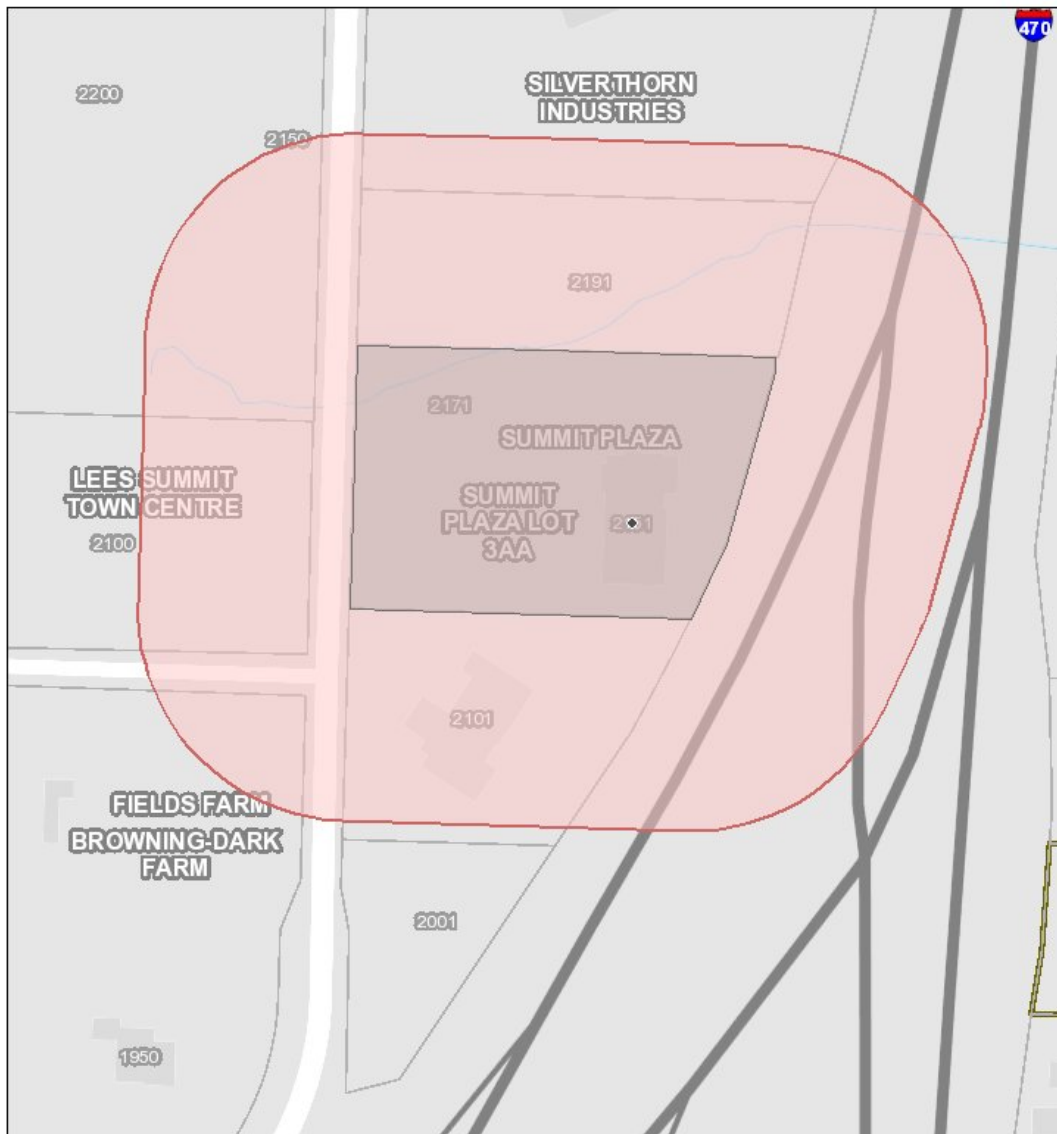 470
SILVERTHORN
INDUSTRIES
2200
2150
2191
2171
SUMMIT PLAZA
LEES SUMMIT
TOWN CENTRE
SUMMIT
PLAZA LOT
3AA
2100
2101
FIELDS FARM
BROWNING-DARK
FARM
2001
1950